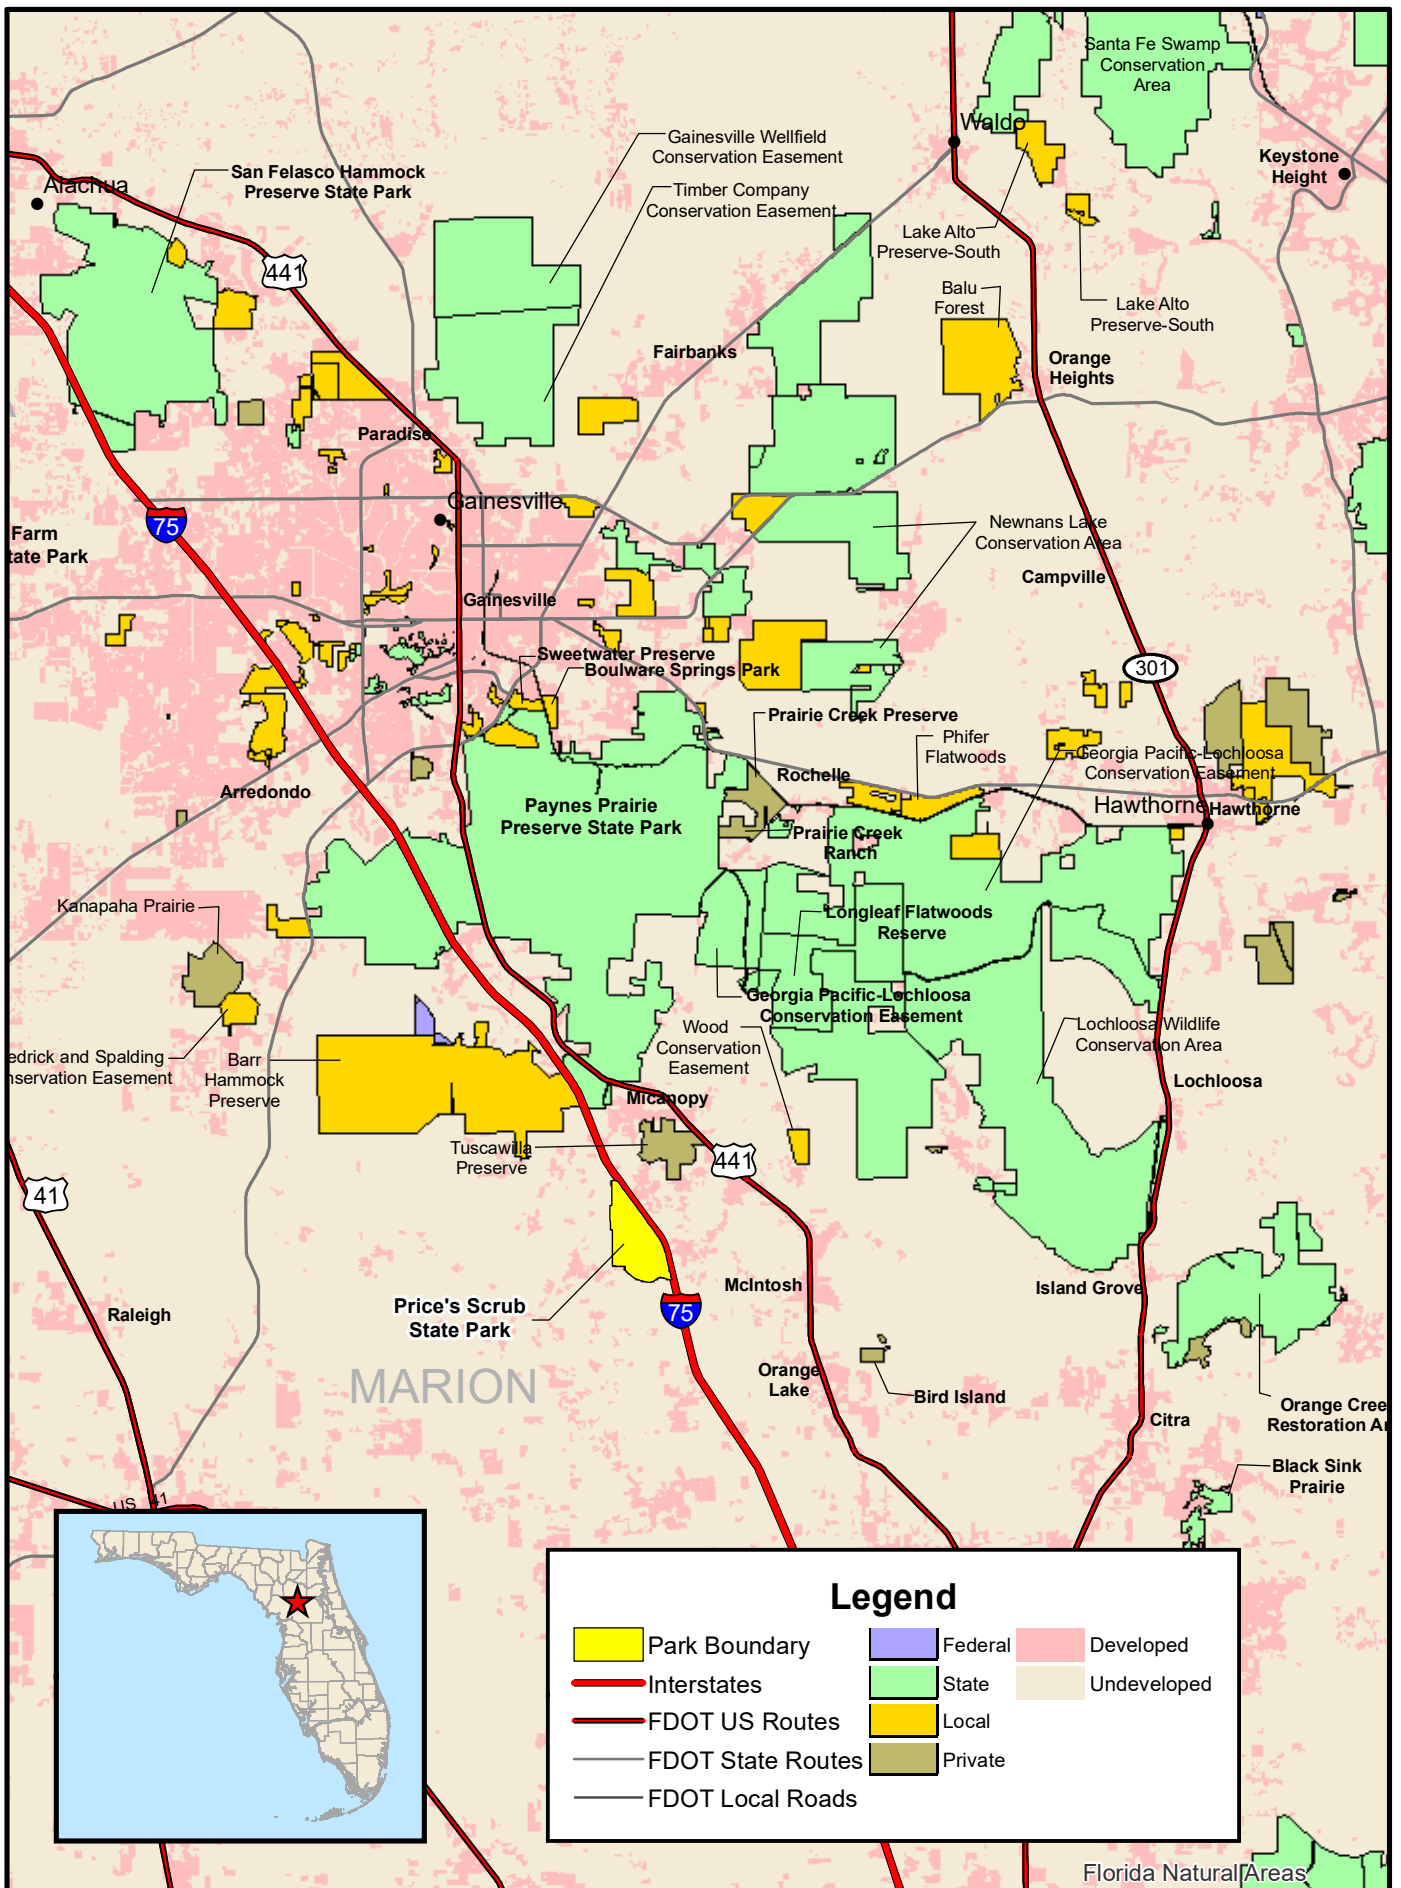 Santa Fe Swamp
Conservation
Area
Waldo
Gainesville Wellfield
Conservation Easement
Keystone
Height
San Felasco Hammock
Preserve State Park
Alachua
Timber Company
Conservation Easement
Lake Alto
Preserve-South
441
Balu
Forest
Lake Alto
Preserve-South
Fairbanks
Orange
Heights
Paradise
Gainesville
75
Farm
tate Park
Newnans Lake
Conservation Area
Campville
Gainesville
Sweetwater Preserve
Boulware Springs Park
301
Prairie Creek Preserve
Phifer
Flatwoods
Georgia Pacific-Lochloosa
Conservation Easement
Rochelle
Arredondo
Paynes Prairie
Preserve State Park
Hawthorne
Hawthorne
Prairie Creek
Ranch
Kanapaha Prairie
Longleaf Flatwoods
Reserve
Georgia Pacific-Lochloosa
Conservation Easement
Wood
Conservation
Easement
Lochloosa Wildlife
Conservation Area
edrick and Spalding
nservation Easement
Barr
Hammock
Preserve
Lochloosa
Micanopy
Tuscawilla
Preserve
441
41
McIntosh
Island Grove
Price's Scrub
State Park
75
Raleigh
MARION
Orange
Lake
Bird Island
Orange Cree
Restoration Ar
Citra
Black Sink
Prairie
US 41
Legend
Park Boundary
Interstates
FDOT US Routes
FDOT State Routes
FDOT Local Roads
Federal
State
Local
Private
Developed
Undeveloped
Florida Natural Areas